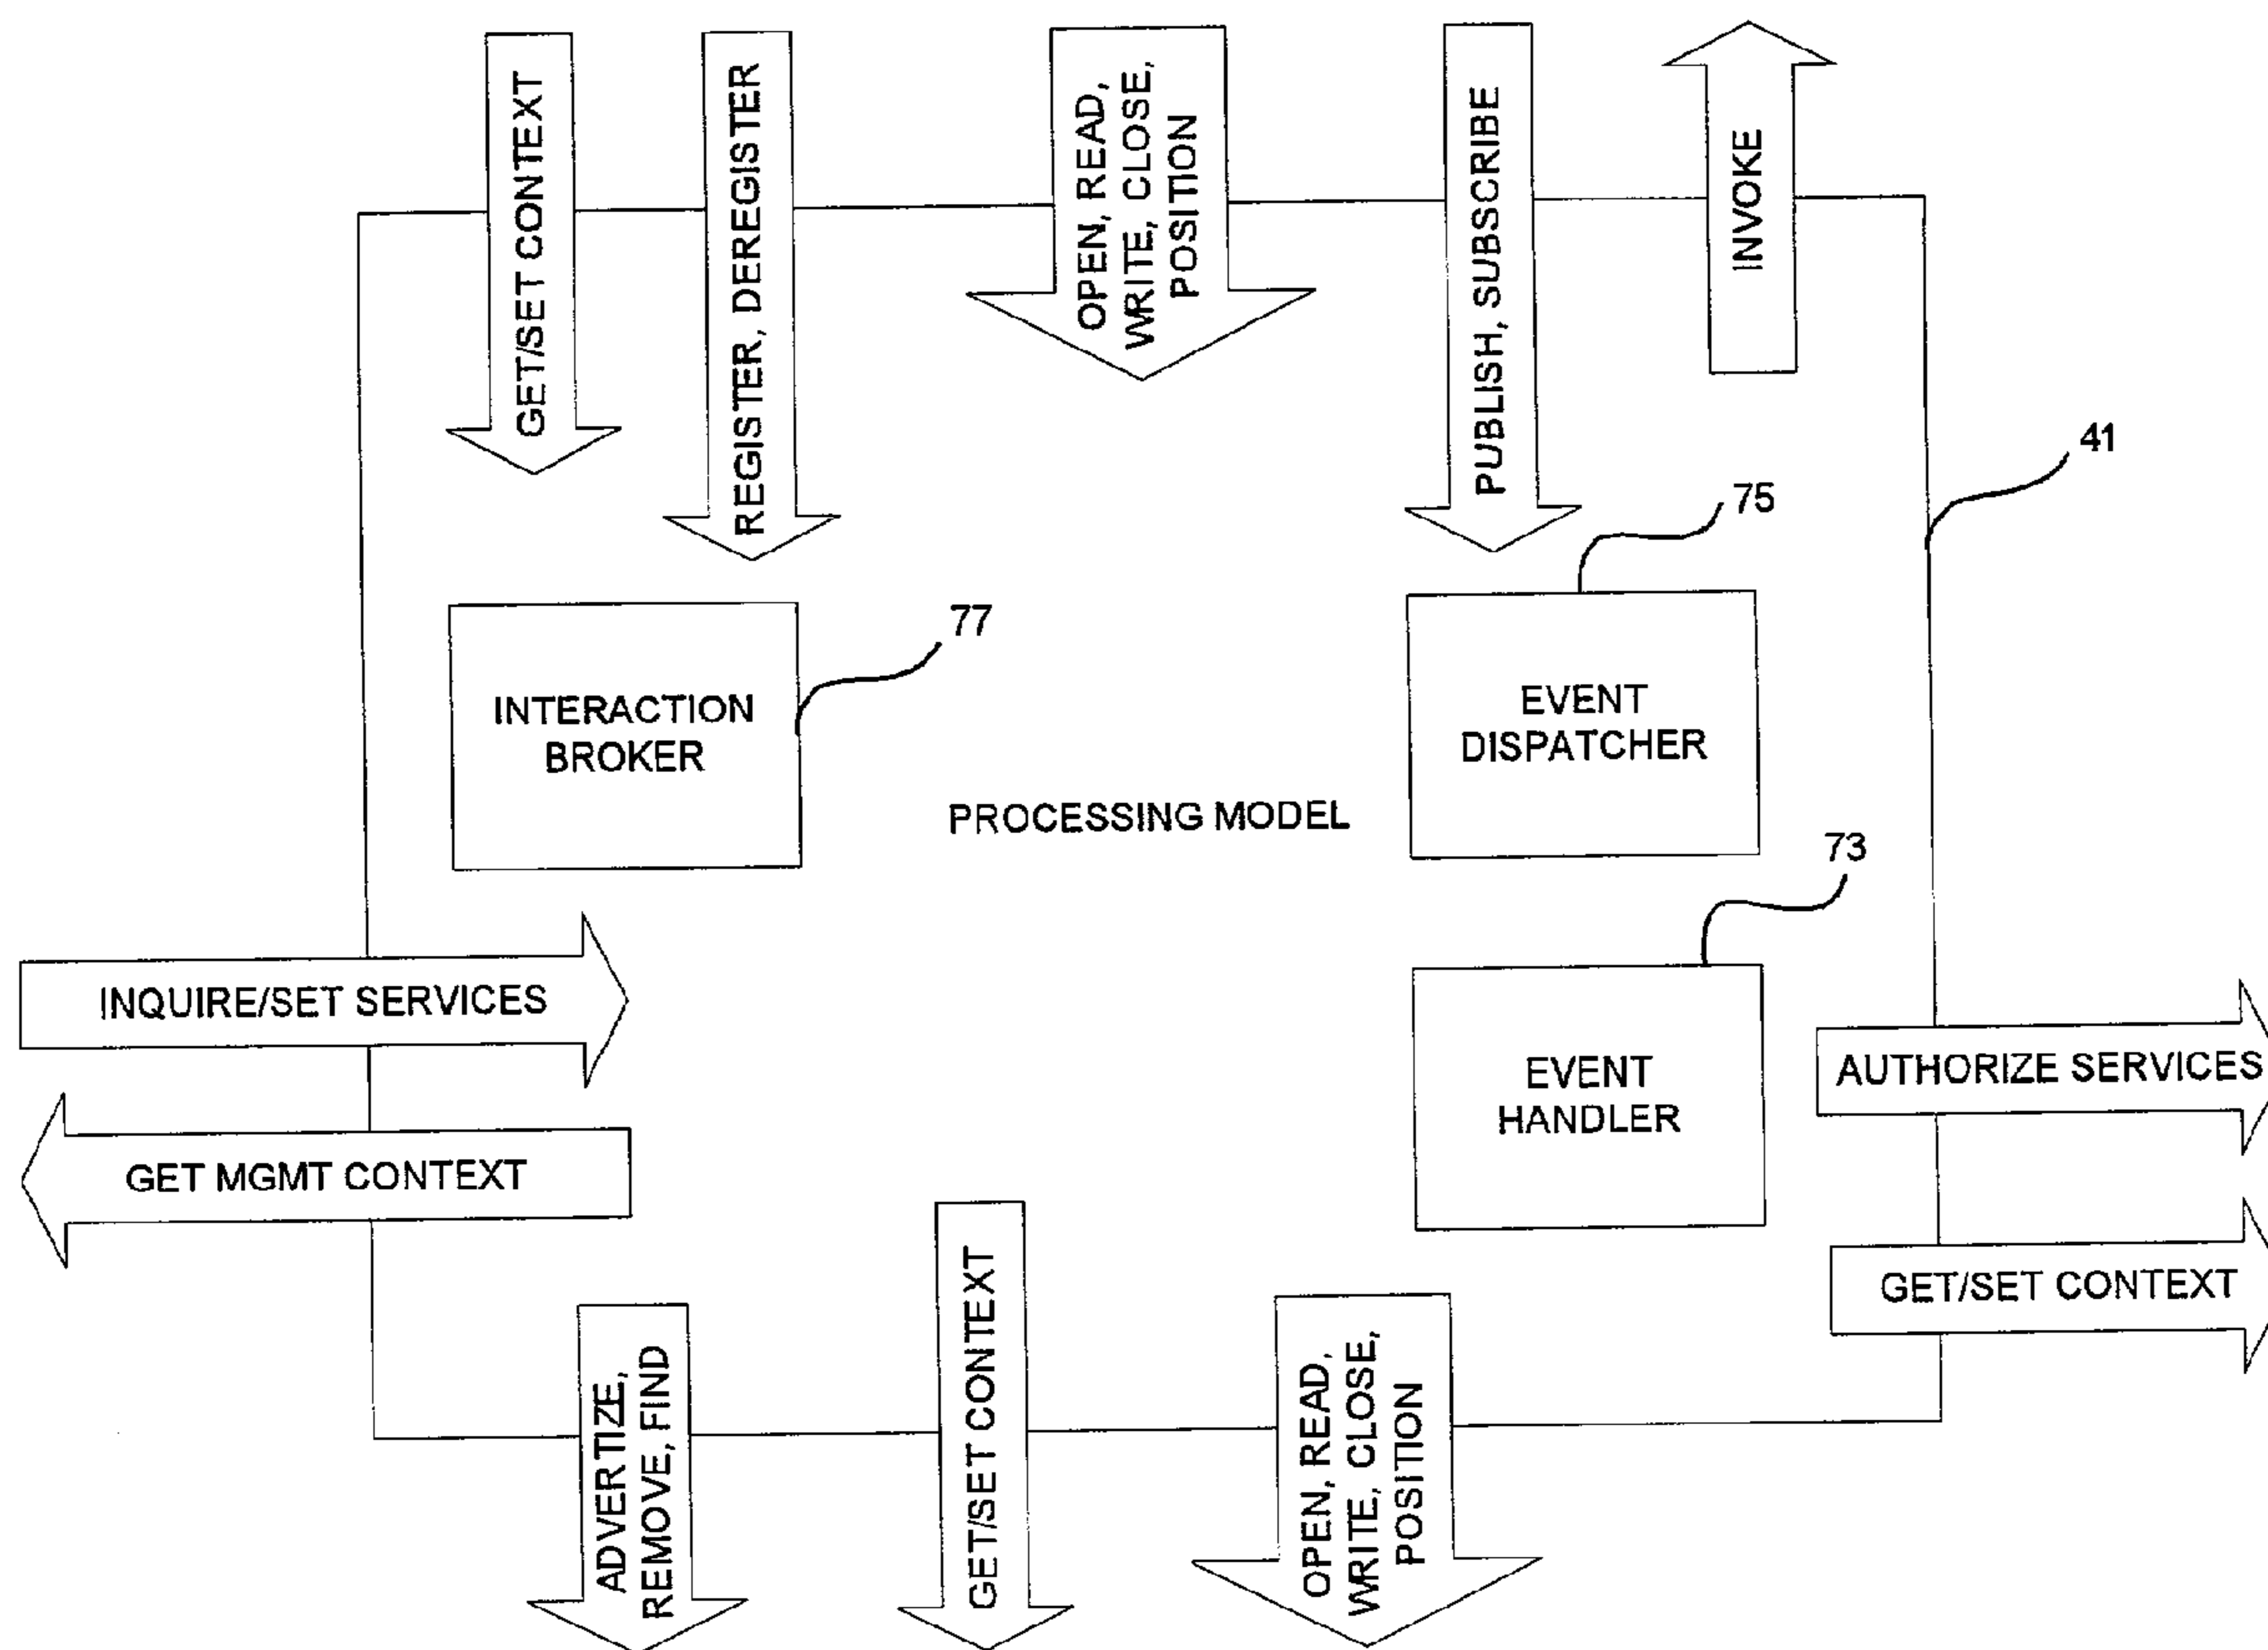 GET/SET CONTEXT
REGISTER, DEREGISTER
OPEN, READ,
WRITE, CLOSE,
POSITION
PUBLISH, SUBSCRIBE
INVOKE
41
75
77
INTERACTION
BROKER
EVENT
DISPATCHER
PROCESSING MODEL
73
INQUIRE/SET SERVICES
EVENT
HANDLER
AUTHORIZE SERVICES
GET MGMT CONTEXT
GET/SET CONTEXT
ADVERTIZE,
REMOVE, FIND
GET/SET CONTEXT
OPEN, READ,
WRITE, CLOSE,
POSITION